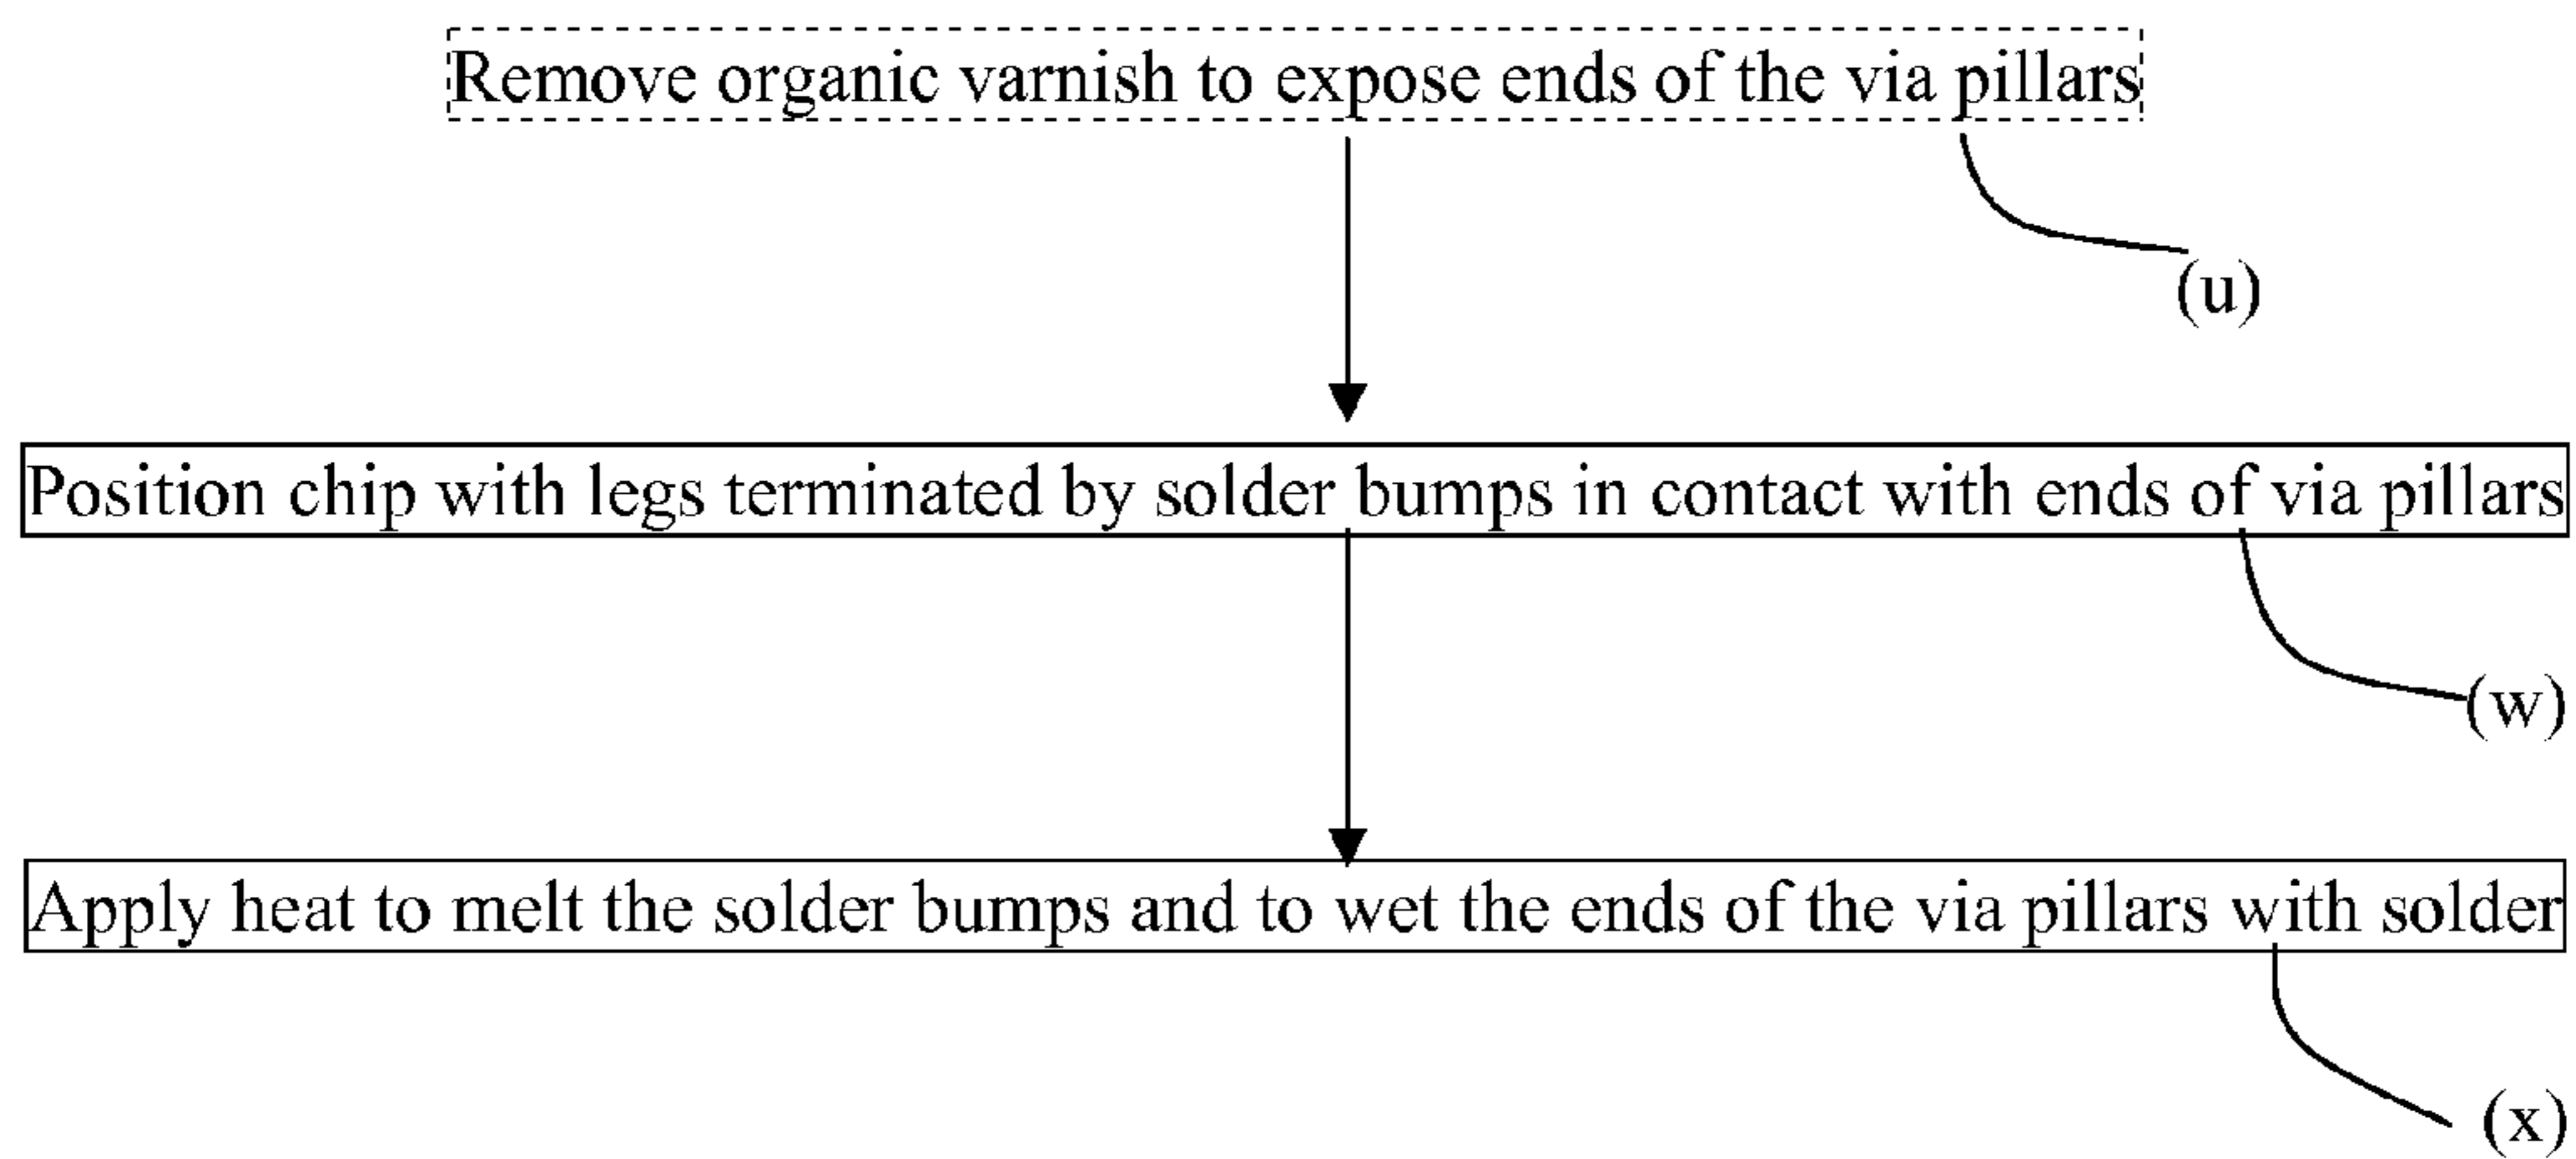 Remove organic varnish to expose ends of the via pillars
(u)
Position chip with legs terminated by solder bumps in contact with ends of via pillars
(w)
Apply heat to melt the solder bumps and to wet the ends of the via pillars with solder
(x)